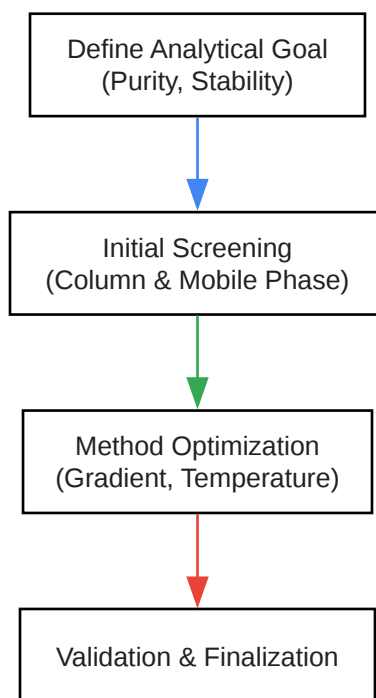 Define Analytical Goal
(Purity, Stability)
Initial Screening
(Column & Mobile Phase)
Method Optimization
(Gradient, Temperature)
Validation & Finalization